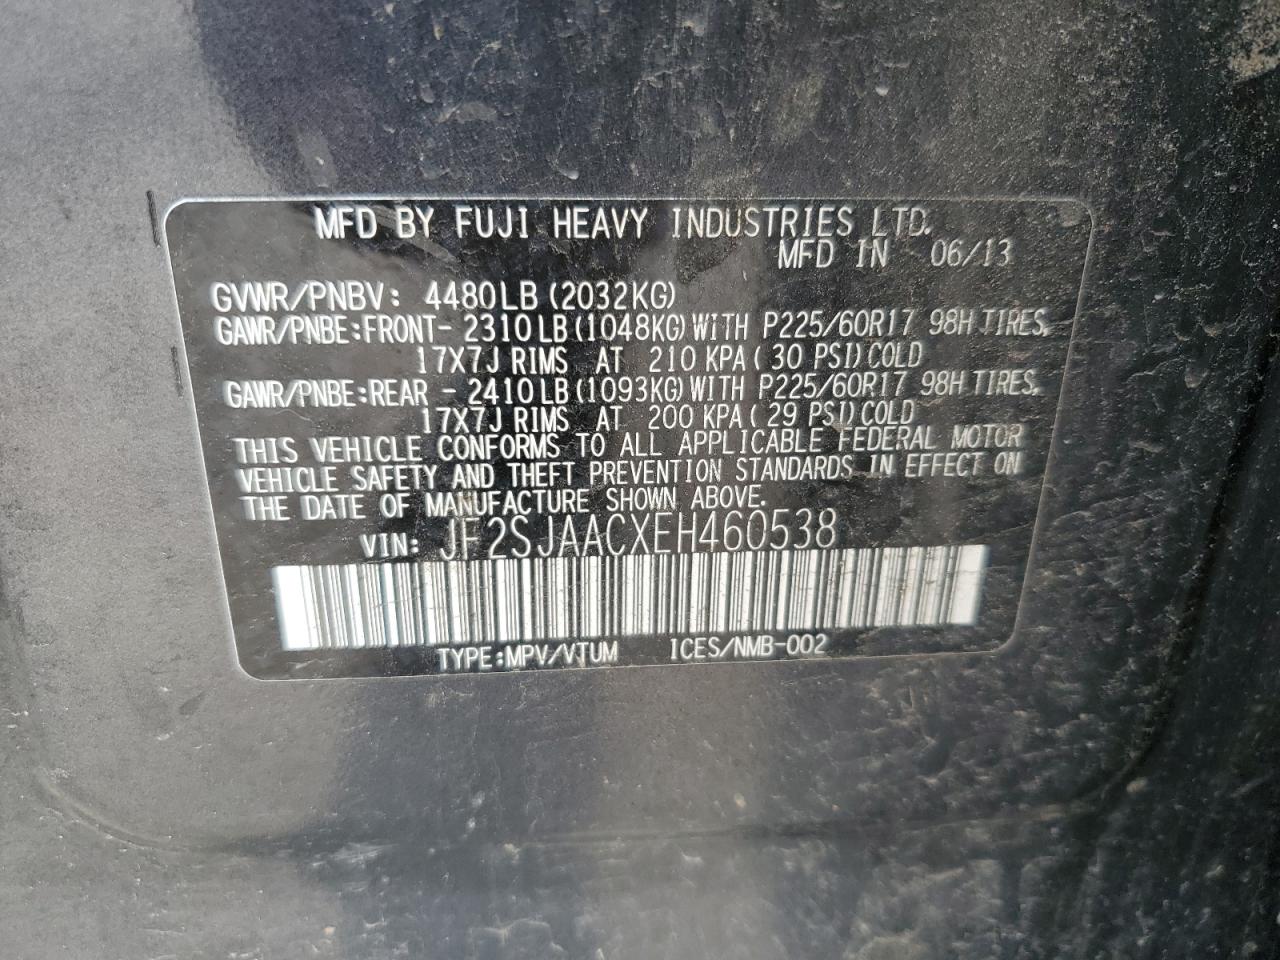 MFD BY FUJI HEAVY INDUSTRIES LTD.
MFD IN 06/13
GVWR/PNBV: 4480LB (2032KG)
GAWR/PNBE:FRONT- 2310LB(1048KG)WITH P225/60R17 98H TIRES,
17X7J RIMS AT 210 KPA( 30 PSI)COLD
GAWR/PNBE:REAR - 2410LB(1093KG)WITH P225/60R17 98H TIRES,
17X7J RIMS AT 200 KPA( 29 PSI)COLD
THIS VEHICLE CONFORMS TO ALL APPLICABLE FEDERAL MOTOR
VEHICLE SAFETY AND THEFT PREVENTION STANDARDS IN EFFECT ON
THE DATE OF MANUFACTURE SHOWN ABOVE.
VIN: JF2SJAACXEH460538
TYPE:MPV/VTUM ICES/NMB-002